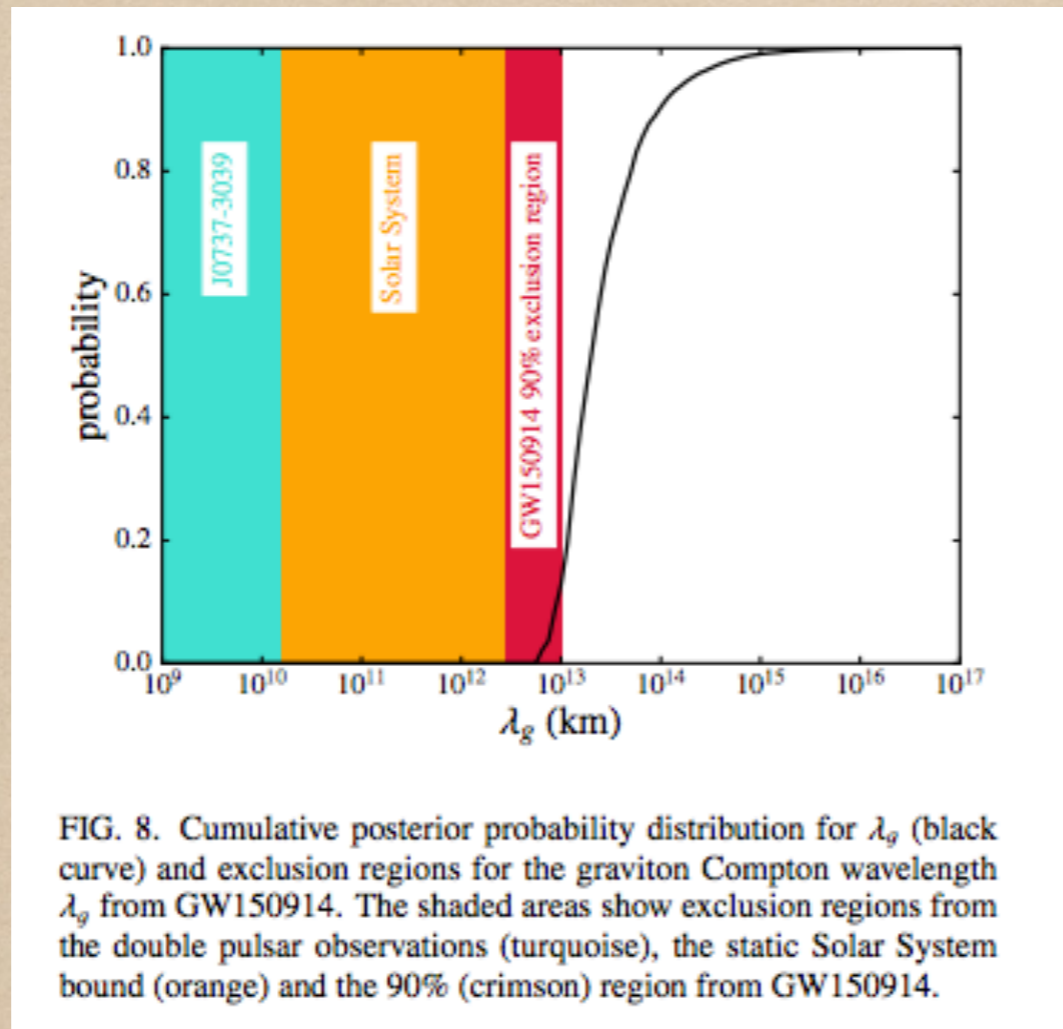 1.0
0.8
0.6
0.4
0.2
0.0
probability
J0737-3039
Solar System
GW150914 90% exclusion region
10⁹ 10¹⁰ 10¹¹ 10¹² 10¹³ 10¹⁴ 10¹⁵ 10¹⁶ 10¹⁷
λg (km)
FIG. 8. Cumulative posterior probability distribution for λg (black
curve) and exclusion regions for the graviton Compton wavelength
λg from GW150914. The shaded areas show exclusion regions from
the double pulsar observations (turquoise), the static Solar System
bound (orange) and the 90% (crimson) region from GW150914.